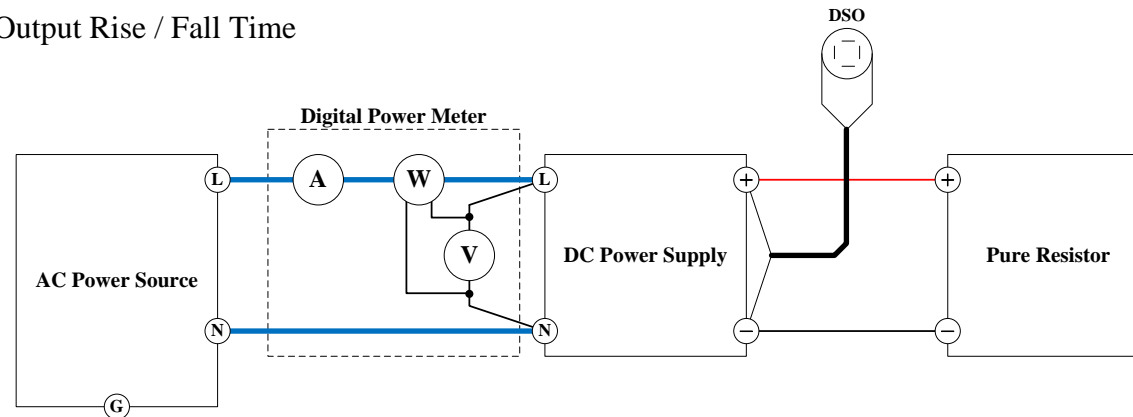 Output Rise / Fall Time
DSO
Digital Power Meter
L
A
W
L
+
+
V
AC Power Source
DC Power Supply
Pure Resistor
N
N
−
−
G